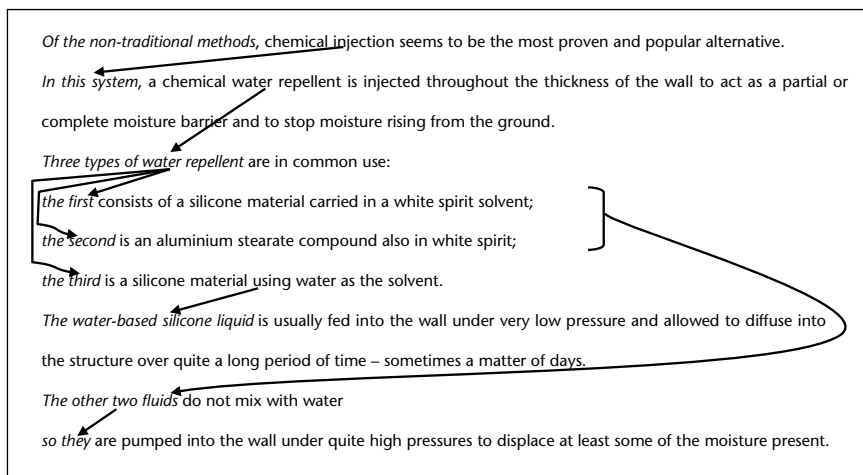 Of the non-traditional methods, chemical injection seems to be the most proven and popular alternative.
In this system, a chemical water repellent is injected throughout the thickness of the wall to act as a partial or
complete moisture barrier and to stop moisture rising from the ground.
Three types of water repellent are in common use:
the first consists of a silicone material carried in a white spirit solvent;
the second is an aluminium stearate compound also in white spirit;
the third is a silicone material using water as the solvent.
The water-based silicone liquid is usually fed into the wall under very low pressure and allowed to diffuse into
the structure over quite a long period of time – sometimes a matter of days.
The other two fluids do not mix with water
so they are pumped into the wall under quite high pressures to displace at least some of the moisture present.